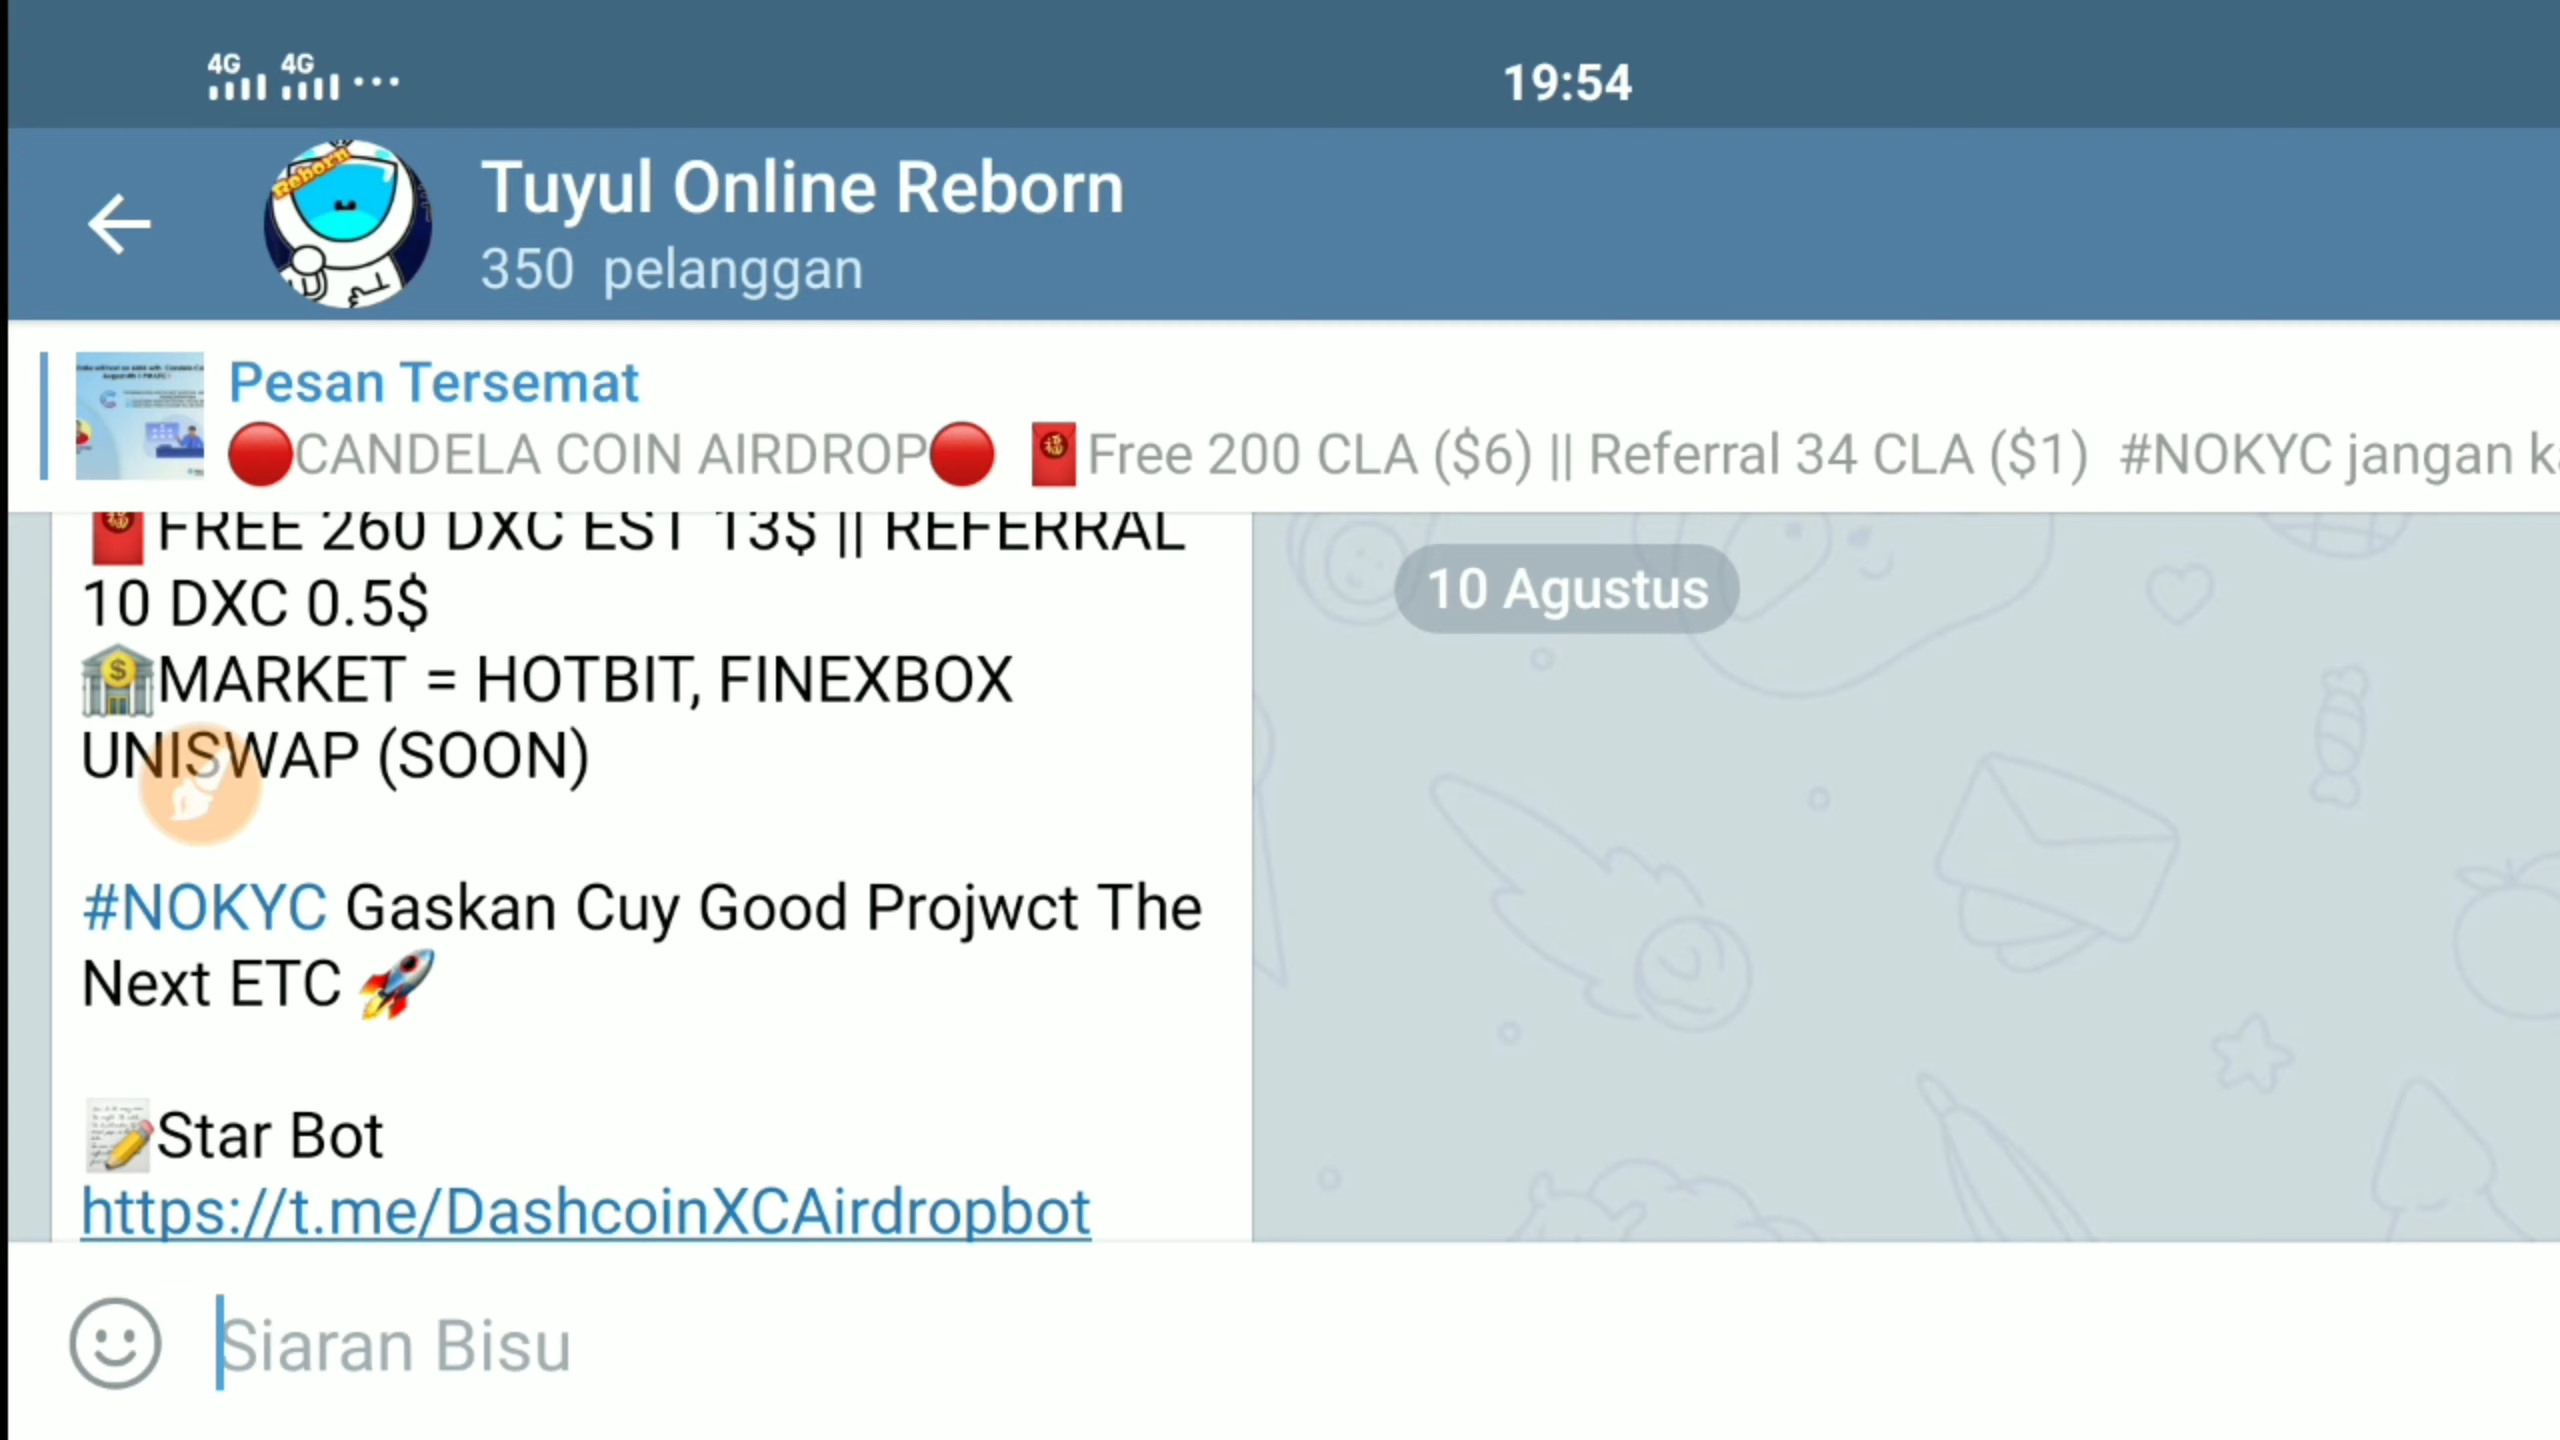 4G 4G
19:54
Reborn
Tuyul Online Reborn
350 pelanggan
Pesan Tersemat
🔴CANDELA COIN AIRDROP🔴 🧧Free 200 CLA ($6) || Referral 34 CLA ($1) #NOKYC jangan k
🧧FREE 260 DXC EST 13$ || REFERRAL
10 DXC 0.5$
🏦MARKET = HOTBIT, FINEXBOX
UNISWAP (SOON)
10 Agustus
#NOKYC Gaskan Cuy Good Projwct The
Next ETC 🚀
📝Star Bot
https://t.me/DashcoinXCAirdropbot
Siaran Bisu